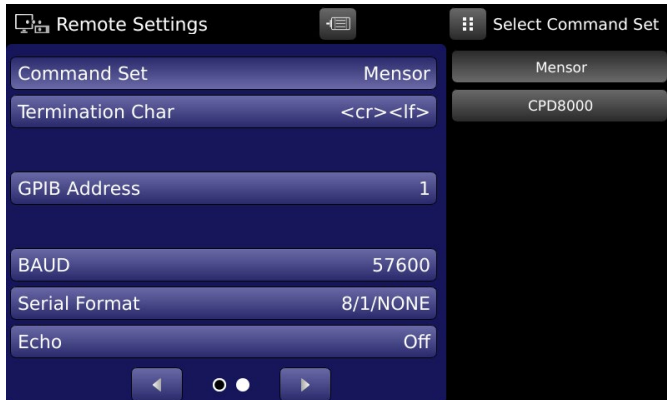 Remote Settings
Command Set Mensor
Termination Char <cr><lf>
GPIB Address 1
BAUD 57600
Serial Format 8/1/NONE
Echo Off
Select Command Set
Mensor
CPD8000